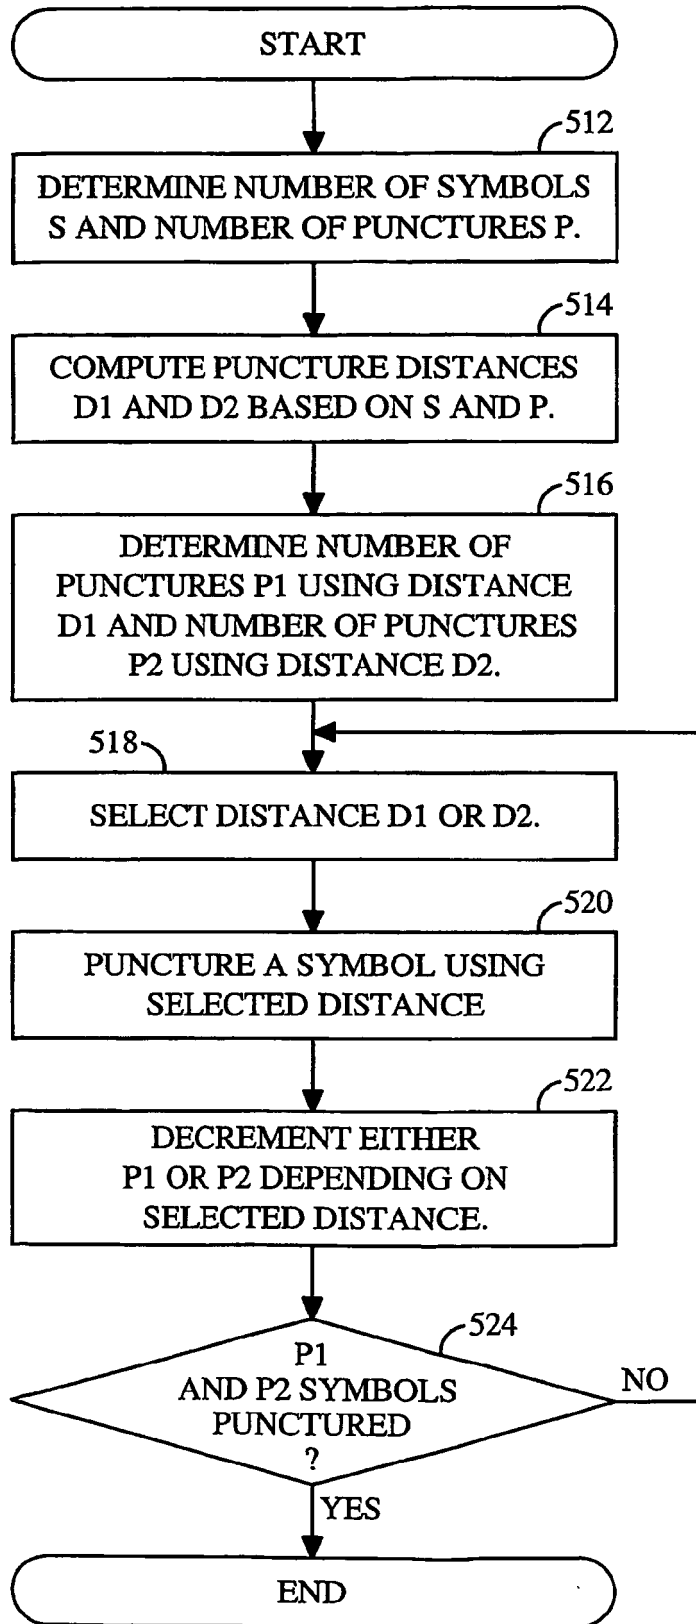 START
512
DETERMINE NUMBER OF SYMBOLS
S AND NUMBER OF PUNCTURES P.
514
COMPUTE PUNCTURE DISTANCES
D1 AND D2 BASED ON S AND P.
516
DETERMINE NUMBER OF
PUNCTURES P1 USING DISTANCE
D1 AND NUMBER OF PUNCTURES
P2 USING DISTANCE D2.
518
SELECT DISTANCE D1 OR D2.
520
PUNCTURE A SYMBOL USING
SELECTED DISTANCE
522
DECREMENT EITHER
P1 OR P2 DEPENDING ON
SELECTED DISTANCE.
524
P1
AND P2 SYMBOLS
PUNCTURED
?
NO
YES
END